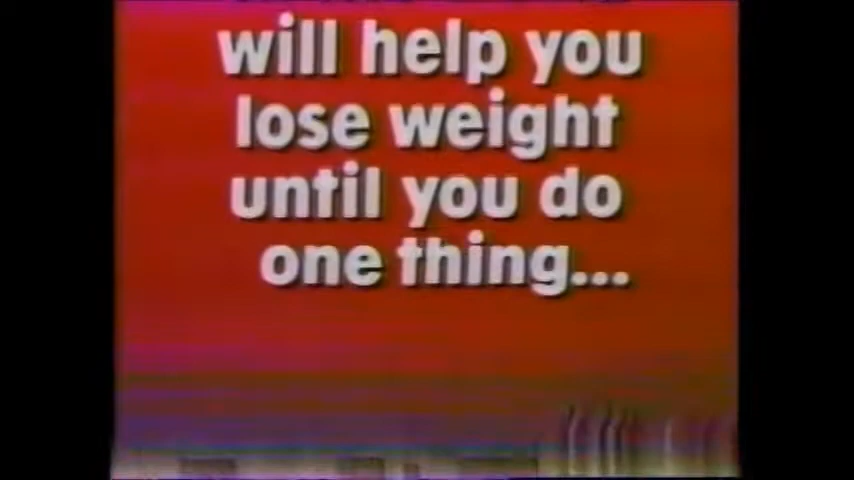 will help you
lose weight
until you do
one thing...